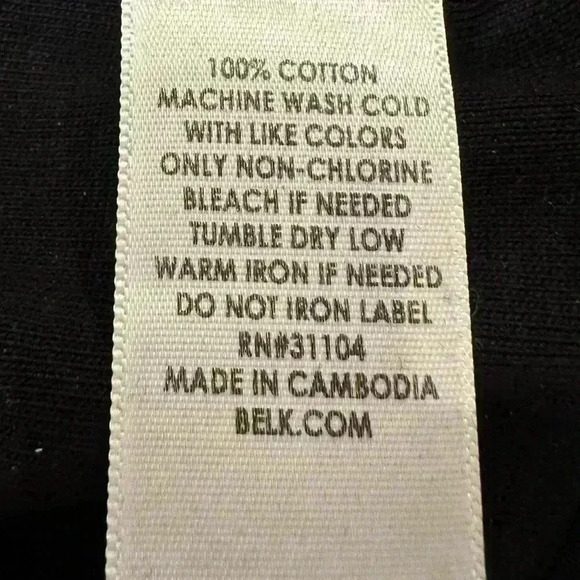 100% COTTON
MACHINE WASH COLD
WITH LIKE COLORS
ONLY NON-CHLORINE
BLEACH IF NEEDED
TUMBLE DRY LOW
WARM IRON IF NEEDED
DO NOT IRON LABEL
RN#31104
MADE IN CAMBODIA
BELK.COM